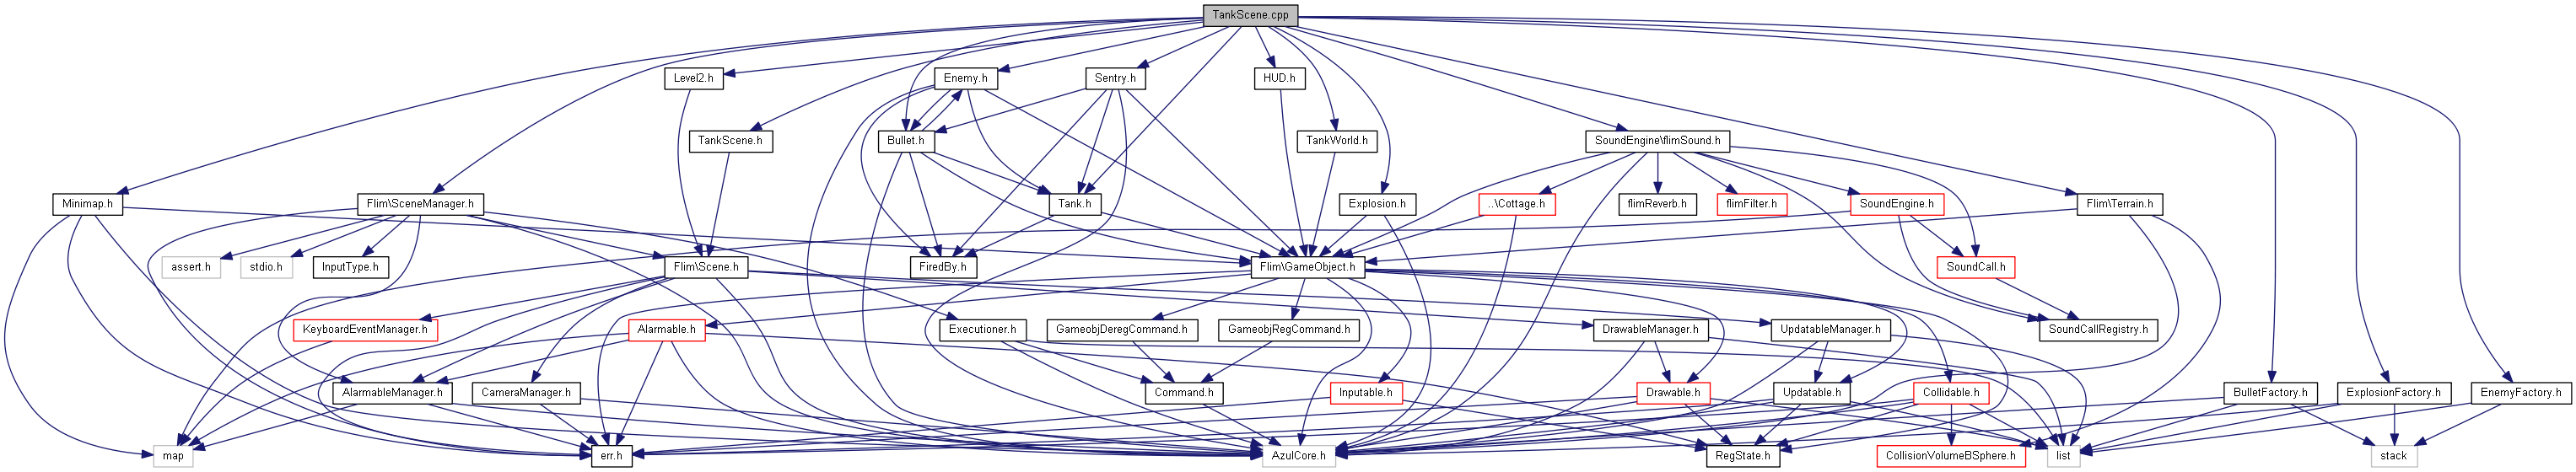 TankScene.cpp
Level2.h
Enemy.h
Sentry.h
HUD.h
TankScene.h
Bullet.h
TankWorld.h
SoundEngine\flimSound.h
Minimap.h
Flim\SceneManager.h
Tank.h
Explosion.h
..\Cottage.h
flimReverb.h
flimFilter.h
SoundEngine.h
Flim\Terrain.h
assert.h
stdio.h
InputType.h
Flim\Scene.h
FiredBy.h
Flim\GameObject.h
SoundCall.h
KeyboardEventManager.h
Alarmable.h
Executioner.h
GameobjDeregCommand.h
GameobjRegCommand.h
DrawableManager.h
UpdatableManager.h
SoundCallRegistry.h
AlarmableManager.h
CameraManager.h
Command.h
Inputable.h
Drawable.h
Updatable.h
Collidable.h
BulletFactory.h
ExplosionFactory.h
EnemyFactory.h
map
err.h
AzulCore.h
RegState.h
CollisionVolumeBSphere.h
list
stack